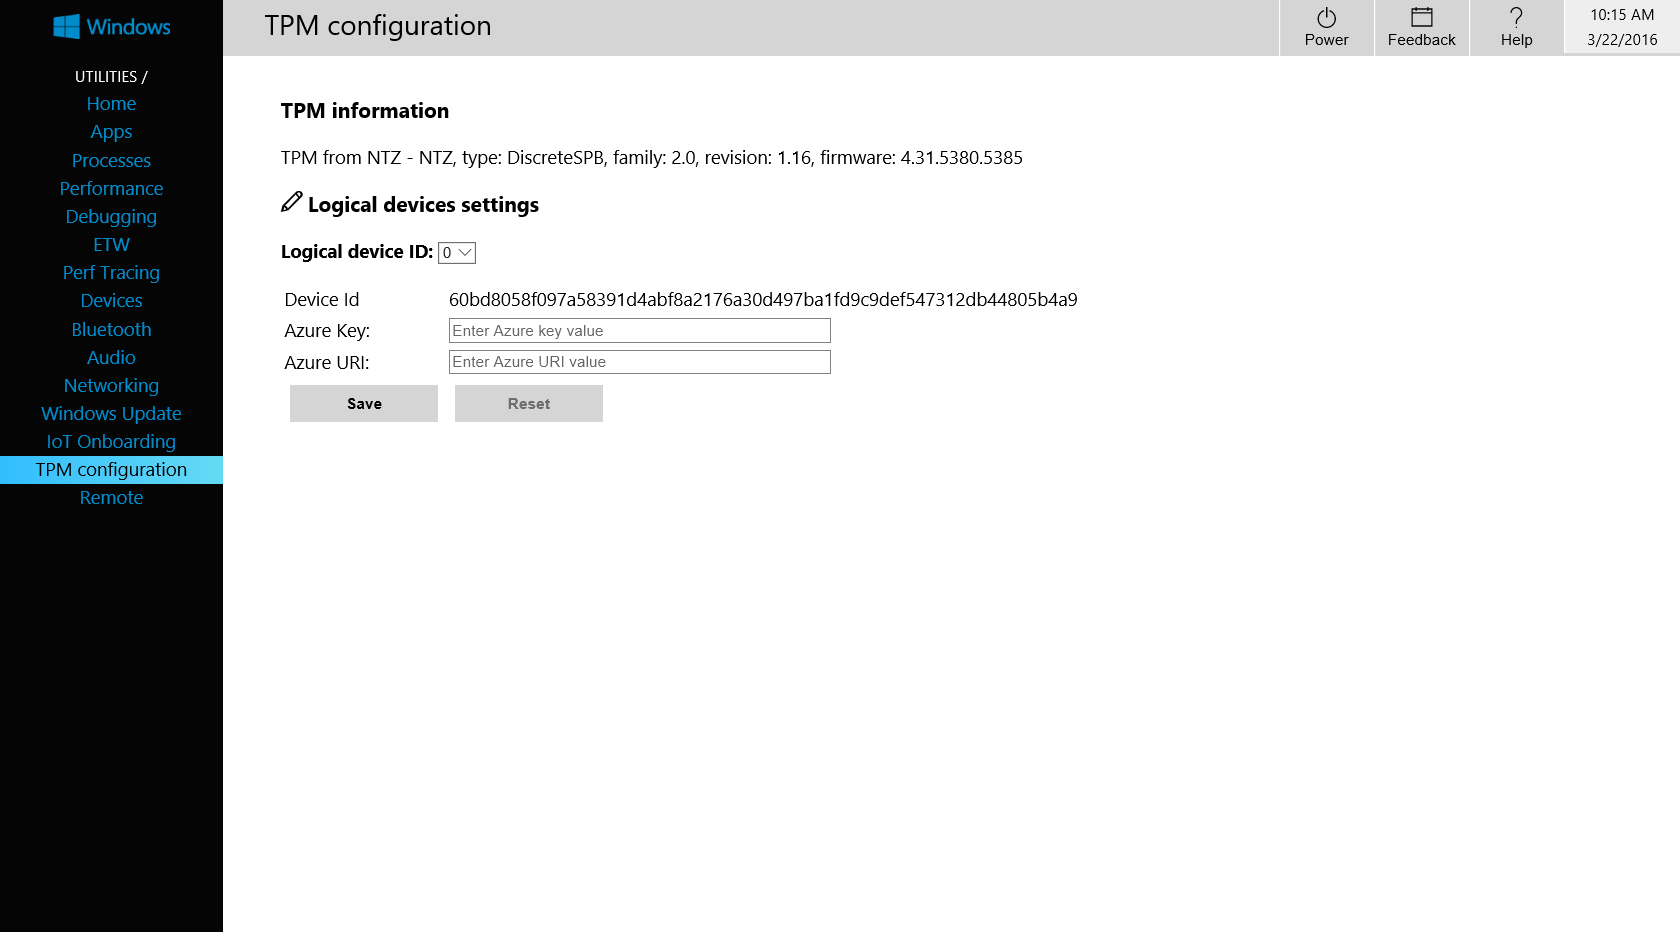 Windows
UTILITIES /
Home
Apps
Processes
Performance
Debugging
ETW
Perf Tracing
Devices
Bluetooth
Audio
Networking
Windows Update
IoT Onboarding
TPM configuration
Remote
TPM configuration
Power
Feedback
Help
10:15 AM
3/22/2016
TPM information
TPM from NTZ - NTZ, type: DiscreteSPB, family: 2.0, revision: 1.16, firmware: 4.31.5380.5385
Logical devices settings
Logical device ID: 0
Device Id 60bd8058f097a58391d4abf8a2176a30d497ba1fd9c9def547312db44805b4a9
Azure Key: Enter Azure key value
Azure URI: Enter Azure URI value
Save Reset